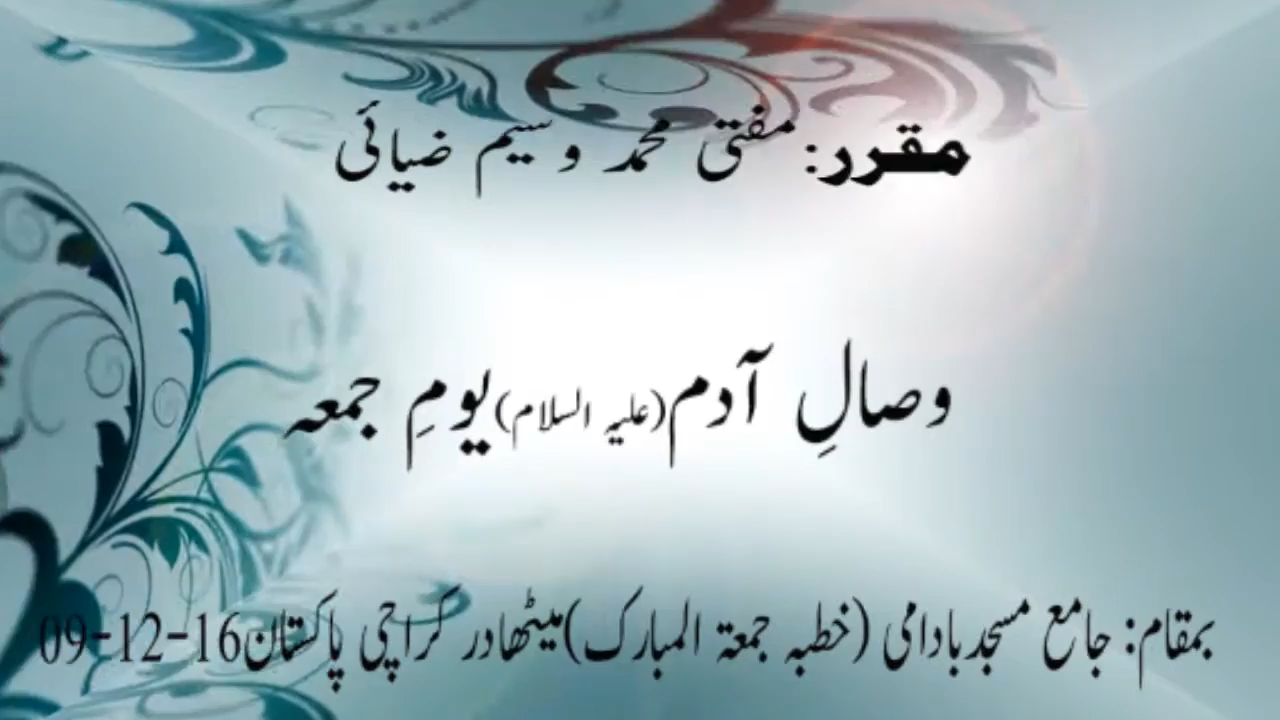 مقرر: مفتی محمد وسیم ضیائی
وصالِ آدم (علیہ السلام) یومِ جمعہ
بمقام: جامع مسجد بادامی (خطبہ جمعۃ المبارک) میٹھادر کراچی پاکستان 09-12-16